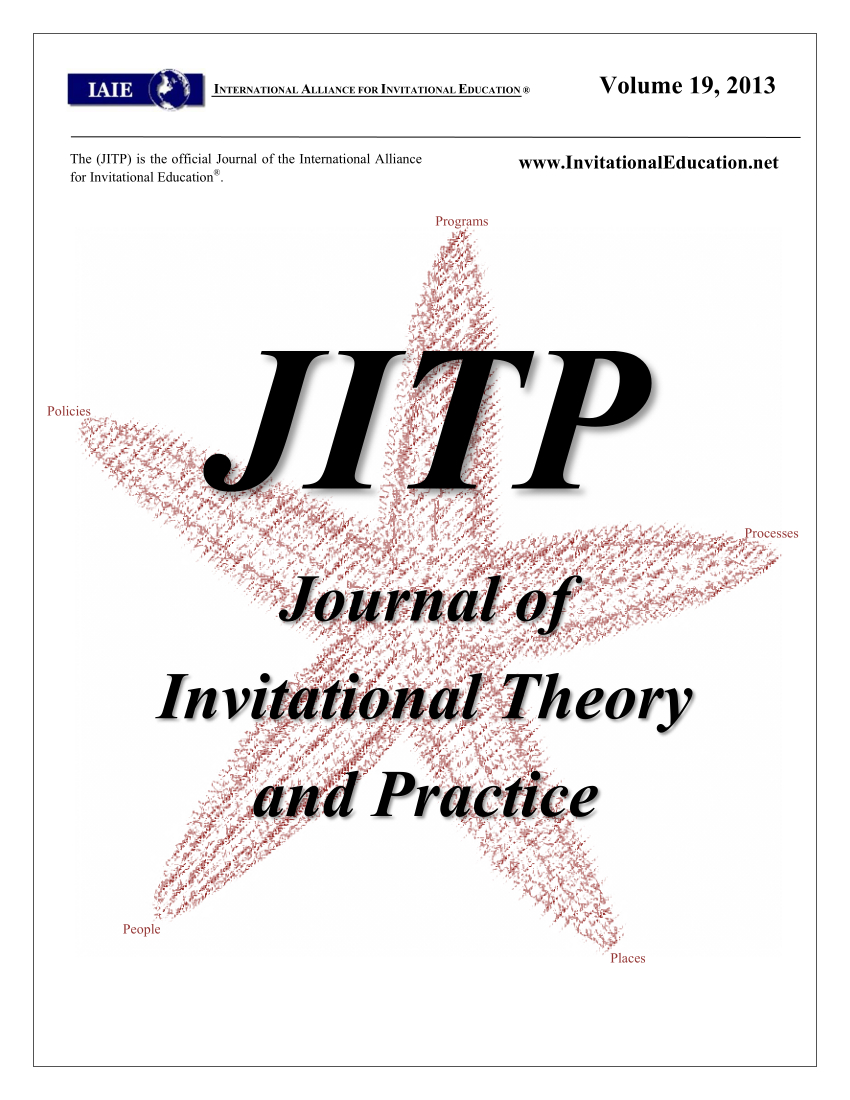 IAIE
INTERNATIONAL ALLIANCE FOR INVITATIONAL EDUCATION ®
Volume 19, 2013
The (JITP) is the official Journal of the International Alliance
for Invitational Education®.
www.InvitationalEducation.net
Programs
JITP
Policies
Processes
Journal of
Invitational Theory
and Practice
People
Places